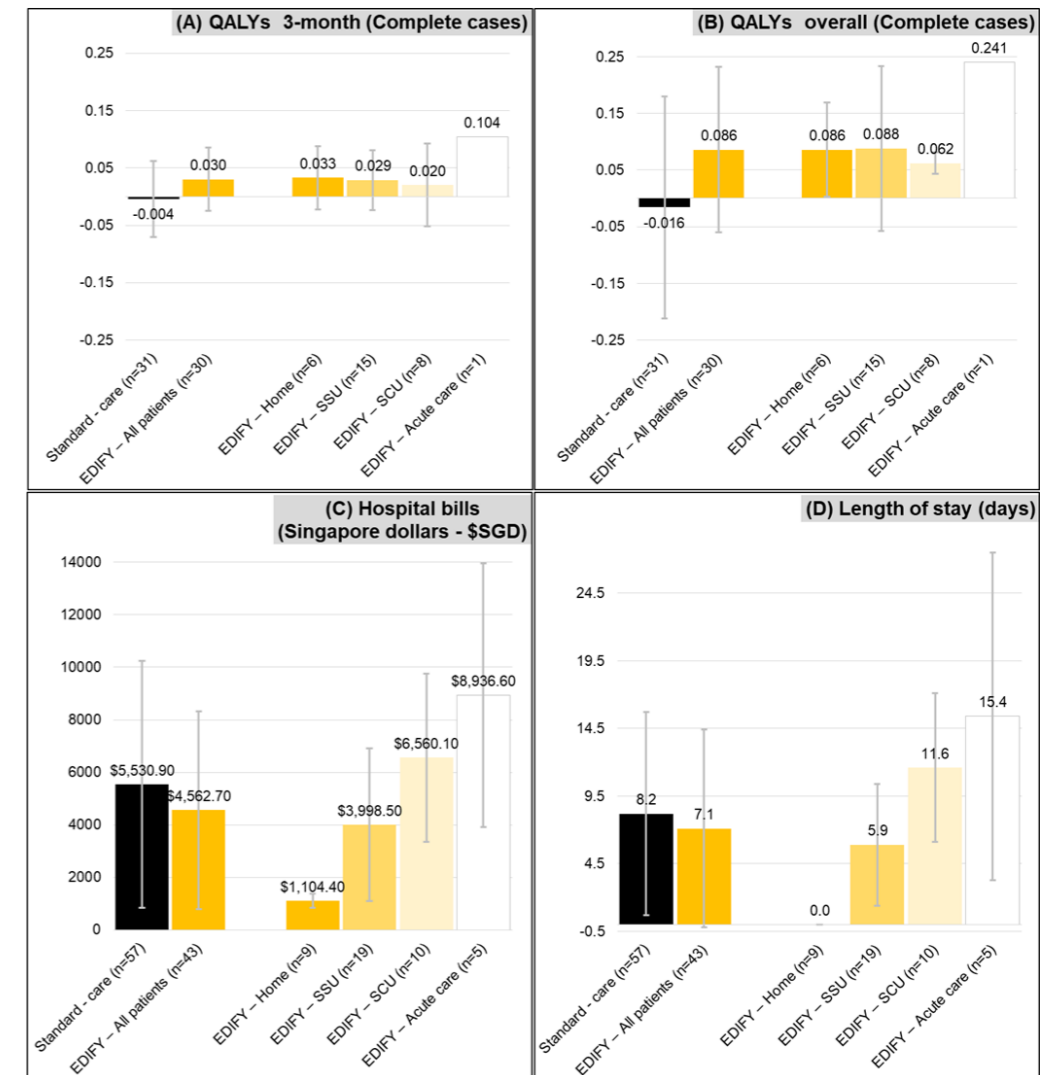 (A) QALYs 3-month (Complete cases)
0.25
0.15
0.05
-0.05
-0.15
-0.25
-0.004
0.030
0.033
0.029
0.020
0.104
Standard - care (n=31)
EDIFY – All patients (n=30)
EDIFY – Home (n=6)
EDIFY – SSU (n=15)
EDIFY – SCU (n=8)
EDIFY – Acute care (n=1)
(B) QALYs overall (Complete cases)
0.25
0.15
0.05
-0.05
-0.15
-0.25
-0.016
0.086
0.086
0.088
0.062
0.241
Standard - care (n=31)
EDIFY – All patients (n=30)
EDIFY – Home (n=6)
EDIFY – SSU (n=15)
EDIFY – SCU (n=8)
EDIFY – Acute care (n=1)
(C) Hospital bills
(Singapore dollars - $SGD)
14000
12000
10000
8000
6000
4000
2000
0
$5,530.90
$4,562.70
$1,104.40
$3,998.50
$6,560.10
$8,936.60
Standard - care (n=57)
EDIFY – All patients (n=43)
EDIFY – Home (n=9)
EDIFY – SSU (n=19)
EDIFY – SCU (n=10)
EDIFY – Acute care (n=5)
(D) Length of stay (days)
24.5
19.5
14.5
9.5
4.5
-0.5
8.2
7.1
0.0
5.9
11.6
15.4
Standard - care (n=57)
EDIFY – All patients (n=43)
EDIFY – Home (n=9)
EDIFY – SSU (n=19)
EDIFY – SCU (n=10)
EDIFY – Acute care (n=5)